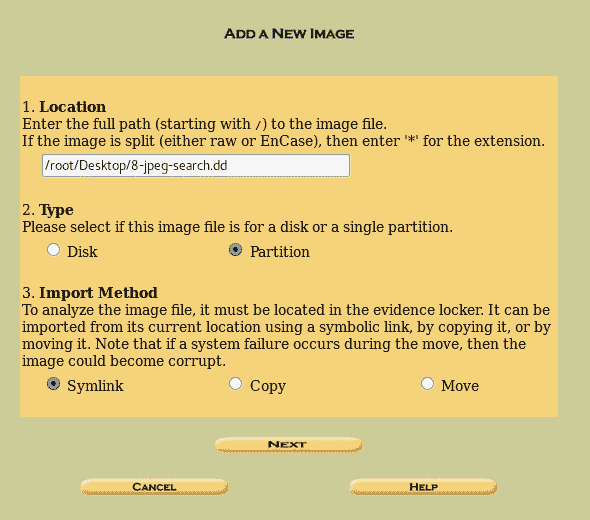 Add a New Image
1. Location
Enter the full path (starting with /) to the image file.
If the image is split (either raw or EnCase), then enter '*' for the extension.
/root/Desktop/8-jpeg-search.dd
2. Type
Please select if this image file is for a disk or a single partition.
Disk Partition
3. Import Method
To analyze the image file, it must be located in the evidence locker. It can be
imported from its current location using a symbolic link, by copying it, or by
moving it. Note that if a system failure occurs during the move, then the
image could become corrupt.
Symlink Copy Move
Next
Cancel Help